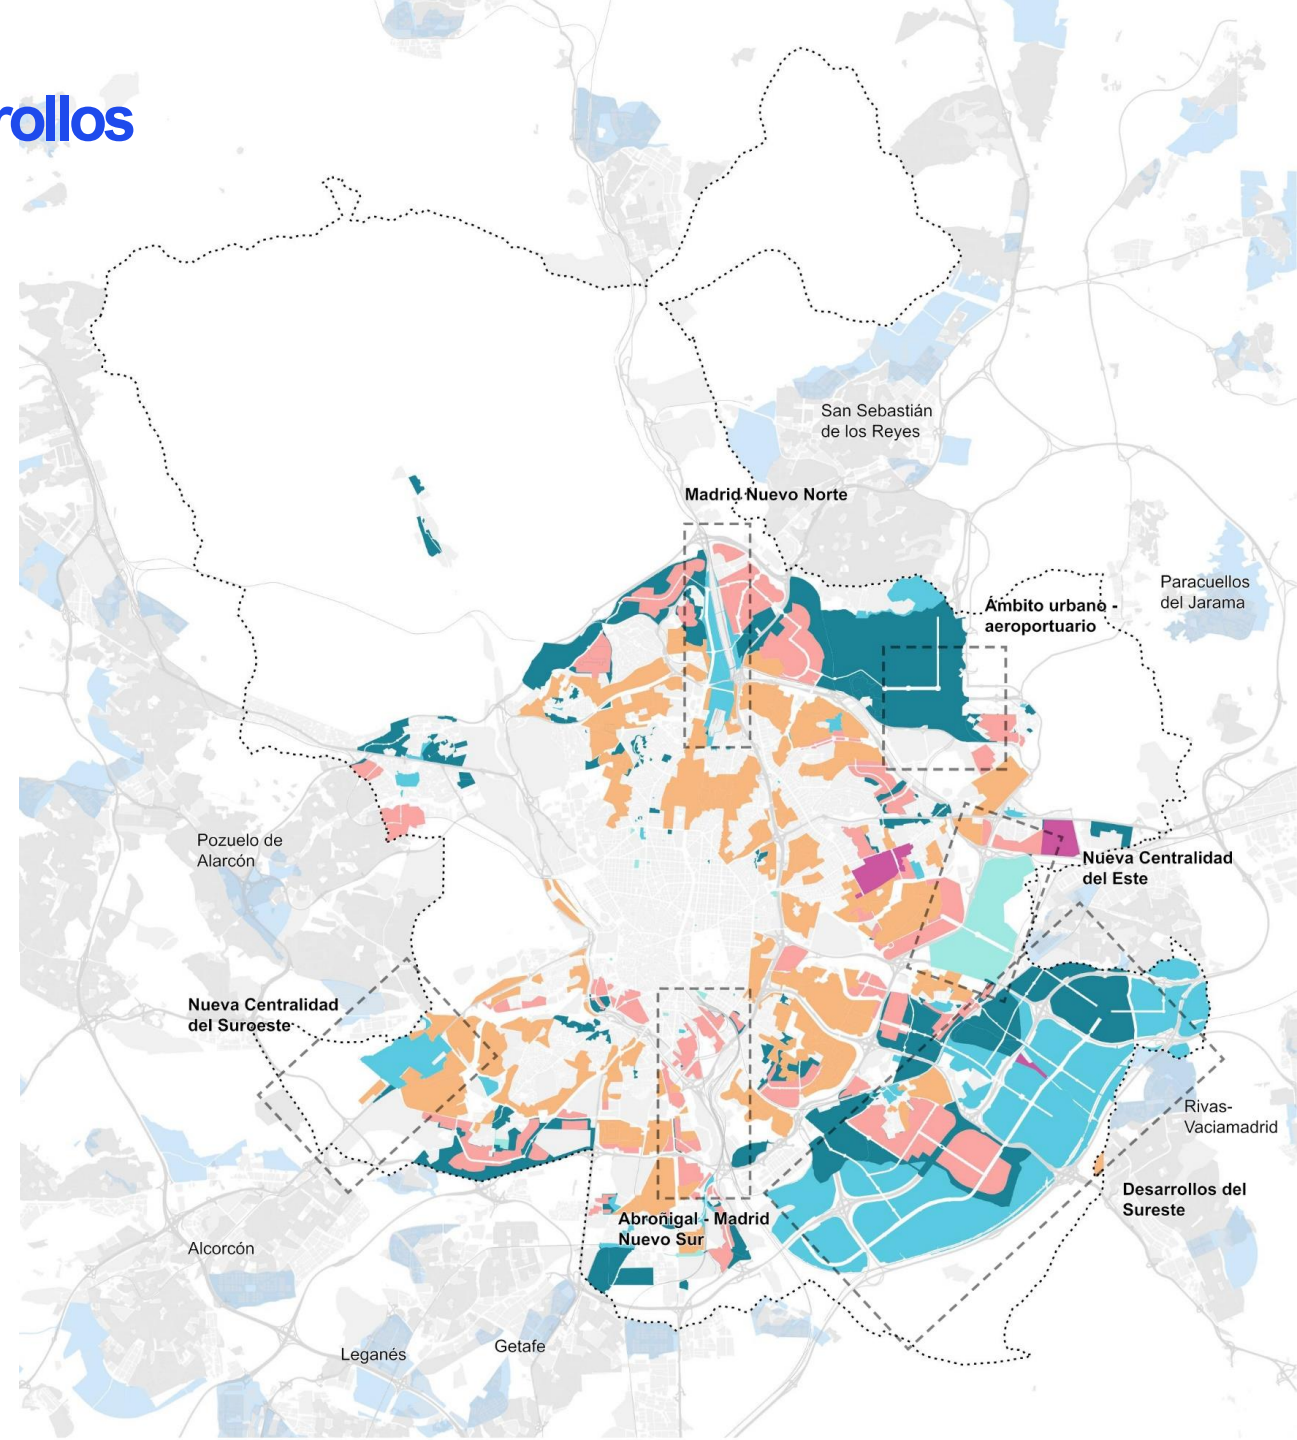 rollos
San Sebastián
de los Reyes
Madrid Nuevo Norte
Paracuellos
del Jarama
Ámbito urbano -
aeroportuario
Pozuelo de
Alarcón
Nueva Centralidad
del Este
Nueva Centralidad
del Suroeste
Rivas-
Vaciamadrid
Desarrollos del
Sureste
Abroñigal - Madrid
Nuevo Sur
Alcorcón
Getafe
Leganés